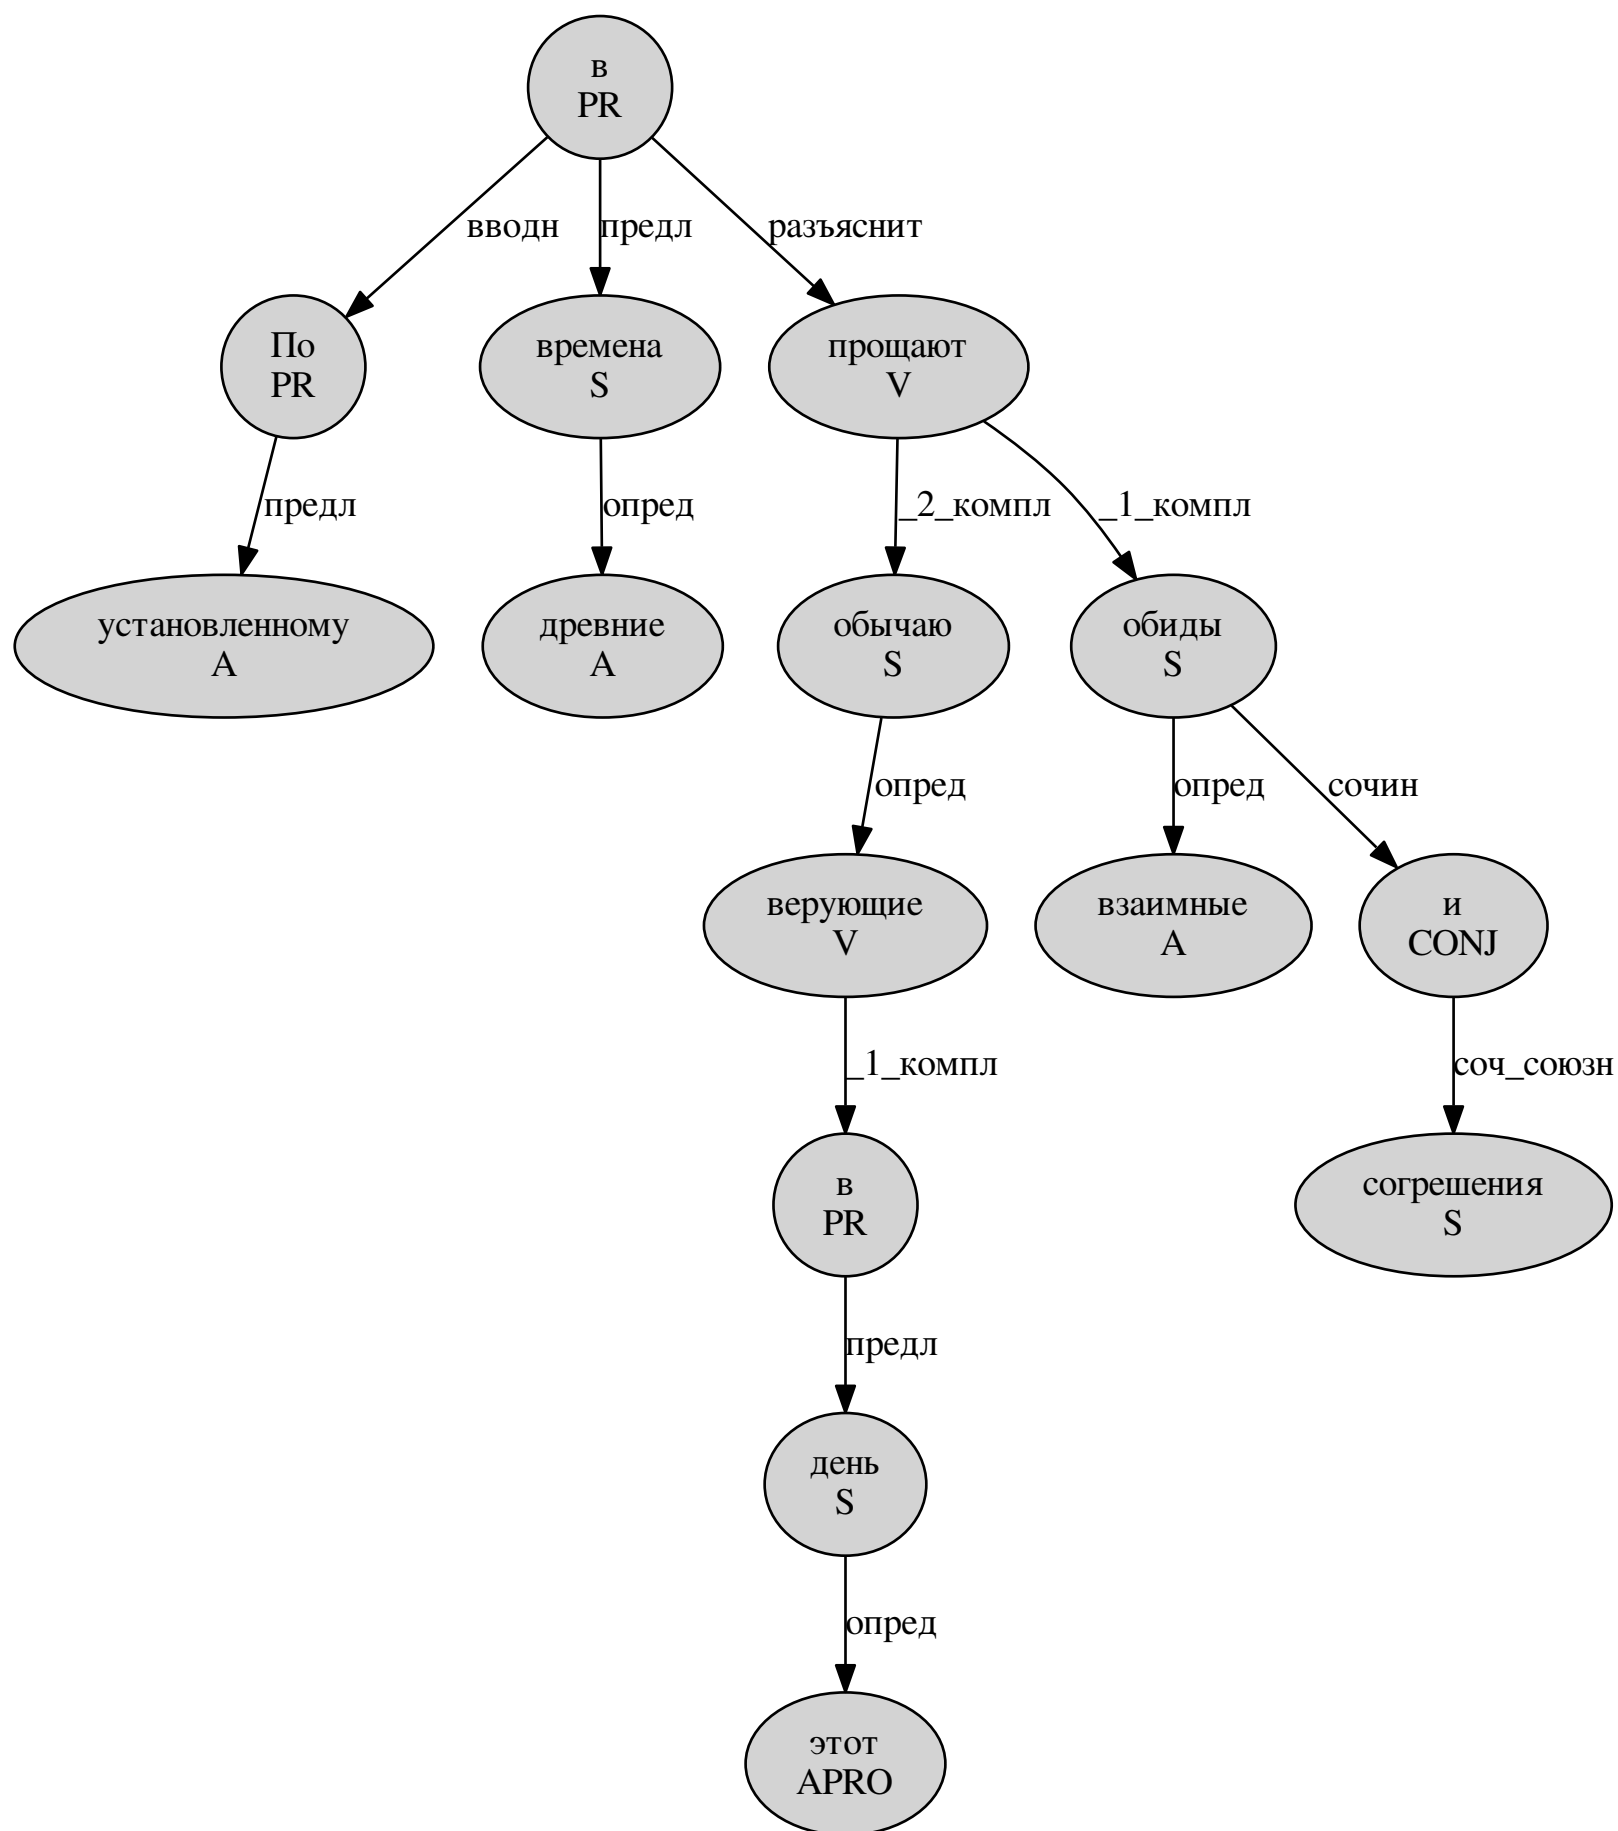 в
PR
вводн
предл
разъяснит
По
PR
времена
S
прощают
V
предл
опред
_2_компл
_1_компл
установленному
A
древние
A
обычаю
S
обиды
S
опред
опред
сочин
верующие
V
взаимные
A
и
CONJ
_1_компл
соч_союзн
в
PR
согрешения
S
предл
день
S
опред
этот
APRO